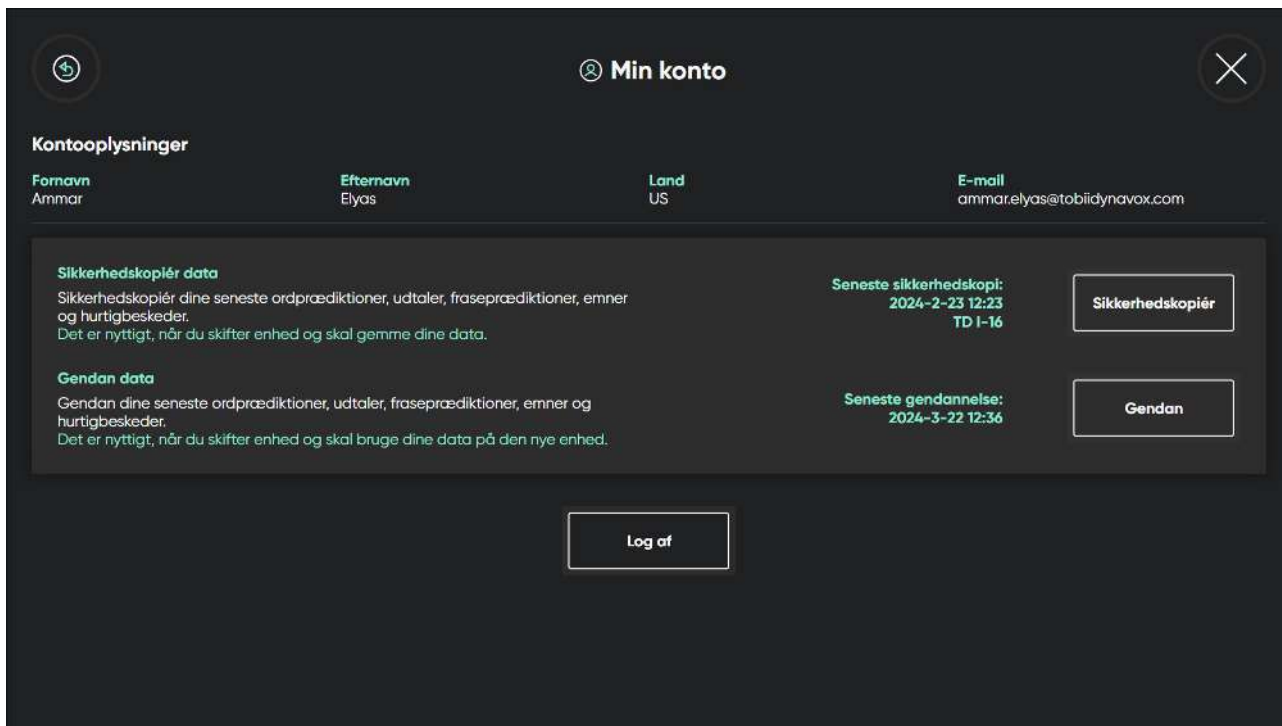 Min konto
Kontooplysninger
Fornavn
Ammar
Efternavn
Elyas
Land
US
E-mail
ammar.elyas@tobiidynavox.com
Sikkerhedskopiér data
Sikkerhedskopiér dine seneste ordprædiktioner, udtaler, fraseprædiktioner, emner
og hurtigbeskeder.
Det er nyttigt, når du skifter enhed og skal gemme dine data.
Seneste sikkerhedskopi:
2024-2-23 12:23
TD I-16
Sikkerhedskopiér
Gendan data
Gendan dine seneste ordprædiktioner, udtaler, fraseprædiktioner, emner og
hurtigbeskeder.
Det er nyttigt, når du skifter enhed og skal bruge dine data på den nye enhed.
Seneste gendannelse:
2024-3-22 12:36
Gendan
Log af